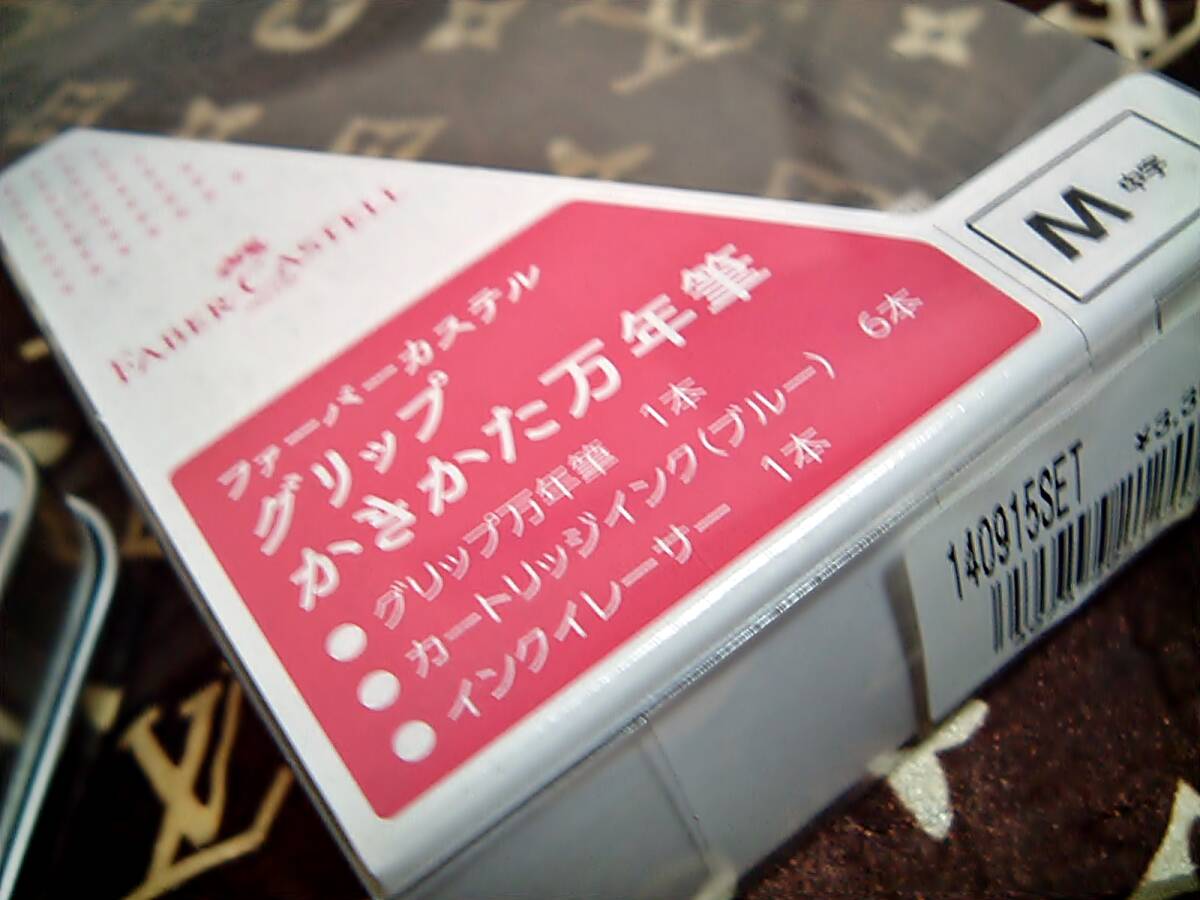 FABER CASTELL
ファーバーカステル
グリップ
かきかた万年筆
●グリップ万年筆 1本
●カートリッジインク(ブルー) 6本
●インクイレーサー 1本
M 中字
140915SET
¥3,3